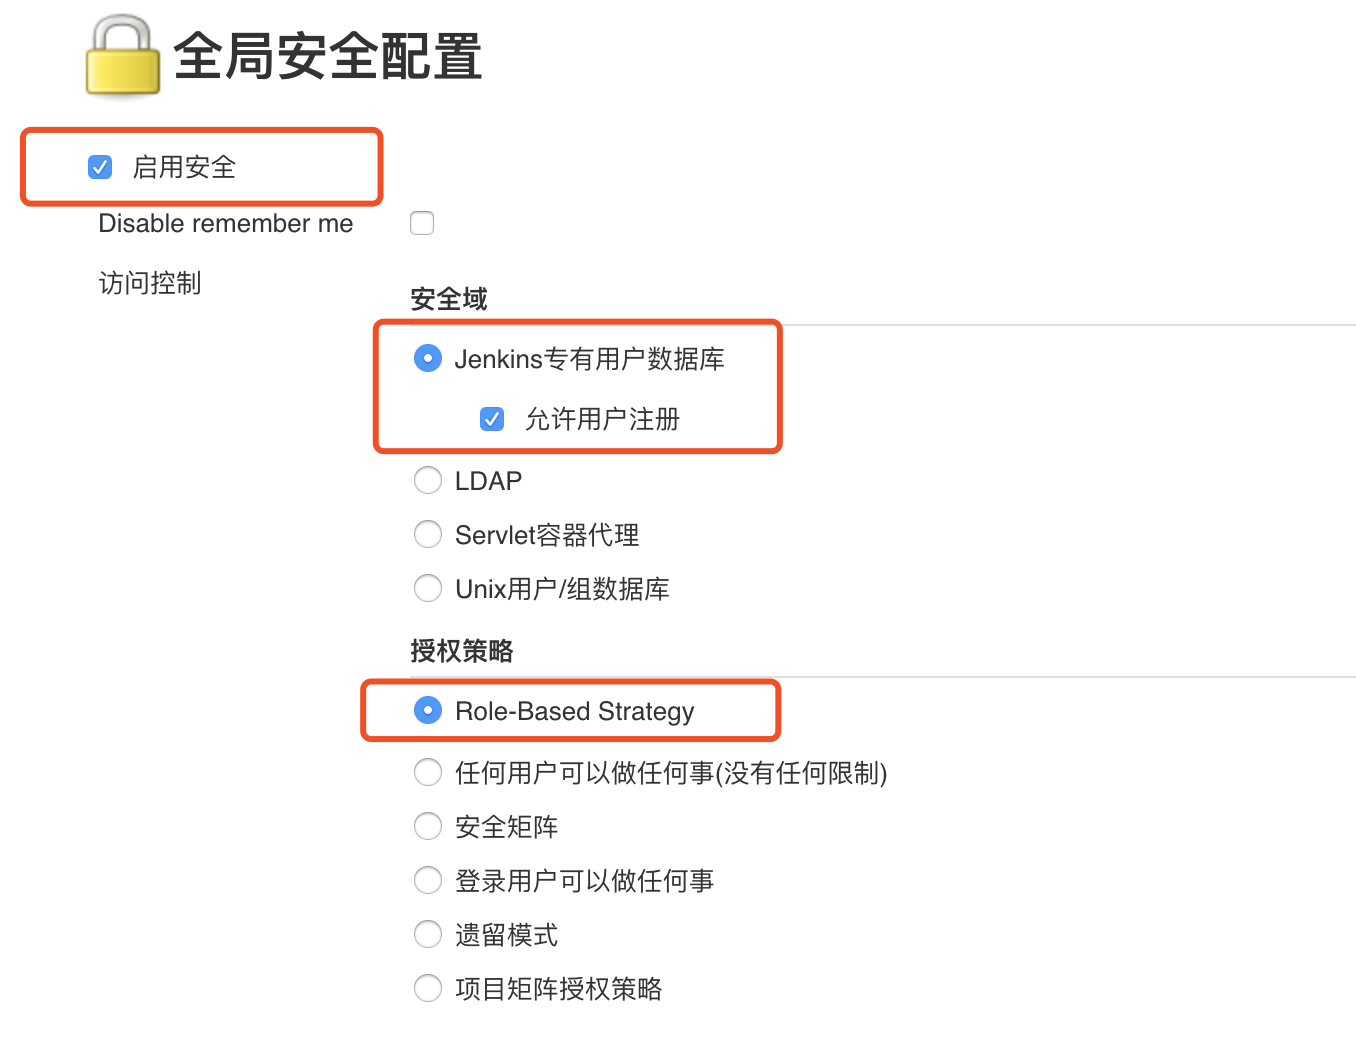 全局安全配置
启用安全
Disable remember me
访问控制
安全域
Jenkins专有用户数据库
允许用户注册
LDAP
Servlet容器代理
Unix用户/组数据库
授权策略
Role-Based Strategy
任何用户可以做任何事(没有任何限制)
安全矩阵
登录用户可以做任何事
遗留模式
项目矩阵授权策略